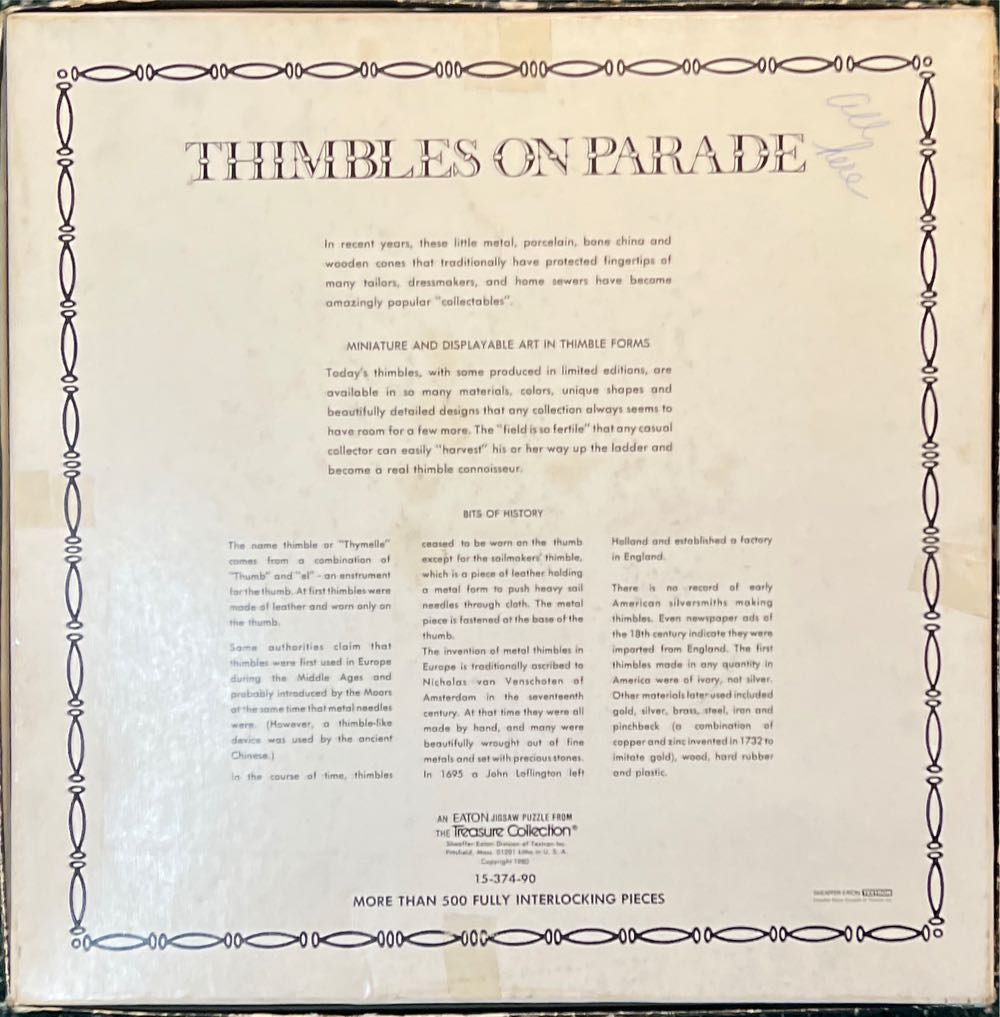 THIMBLES ON PARADE
all
here
In recent years, these little metal, porcelain, bone china and
wooden cones that traditionally have protected fingertips of
many tailors, dressmakers, and home sewers have become
amazingly popular "collectables".
MINIATURE AND DISPLAYABLE ART IN THIMBLE FORMS
Today's thimbles, with some produced in limited editions, are
available in so many materials, colors, unique shapes and
beautifully detailed designs that any collection always seems to
have room for a few more. The "field is so fertile" that any casual
collector can easily "harvest" his or her way up the ladder and
become a real thimble connoisseur.
BITS OF HISTORY
The name thimble or "Thymelle"
comes from a combination of
"Thumb" and "el" - an enstrument
for the thumb. At first thimbles were
made of leather and worn only on
the thumb.
Some authorities claim that
thimbles were first used in Europe
during the Middle Ages and
probably introduced by the Moors
at the same time that metal needles
were. (However, a thimble-like
device was used by the ancient
Chinese.)
In the course of time, thimbles
ceased to be worn on the thumb
except for the sailmakers' thimble,
which is a piece of leather holding
a metal form to push heavy sail
needles through cloth. The metal
piece is fastened at the base of the
thumb.
The invention of metal thimbles in
Europe is traditionally ascribed to
Nicholas van Venschoten of
Amsterdam in the seventeenth
century. At that time they were all
made by hand, and many were
beautifully wrought out of fine
metals and set with precious stones.
In 1695 a John Loflington left
Holland and established a factory
in England.
There is no record of early
American silversmiths making
thimbles. Even newspaper ads of
the 18th century indicate they were
imported from England. The first
thimbles made in any quantity in
America were of ivory, not silver.
Other materials later used included
gold, silver, brass, steel, iron and
pinchbeck (a combination of
copper and zinc invented in 1732 to
imitate gold), wood, hard rubber
and plastic.
AN EATON JIGSAW PUZZLE FROM
THE Treasure Collection®
Sheaffer Eaton Division of Textron Inc.
Pittsfield, Mass. 01201 Litho in U. S. A.
Copyright 1980
15-374-90
MORE THAN 500 FULLY INTERLOCKING PIECES
SHEAFFER EATON TEXTRON